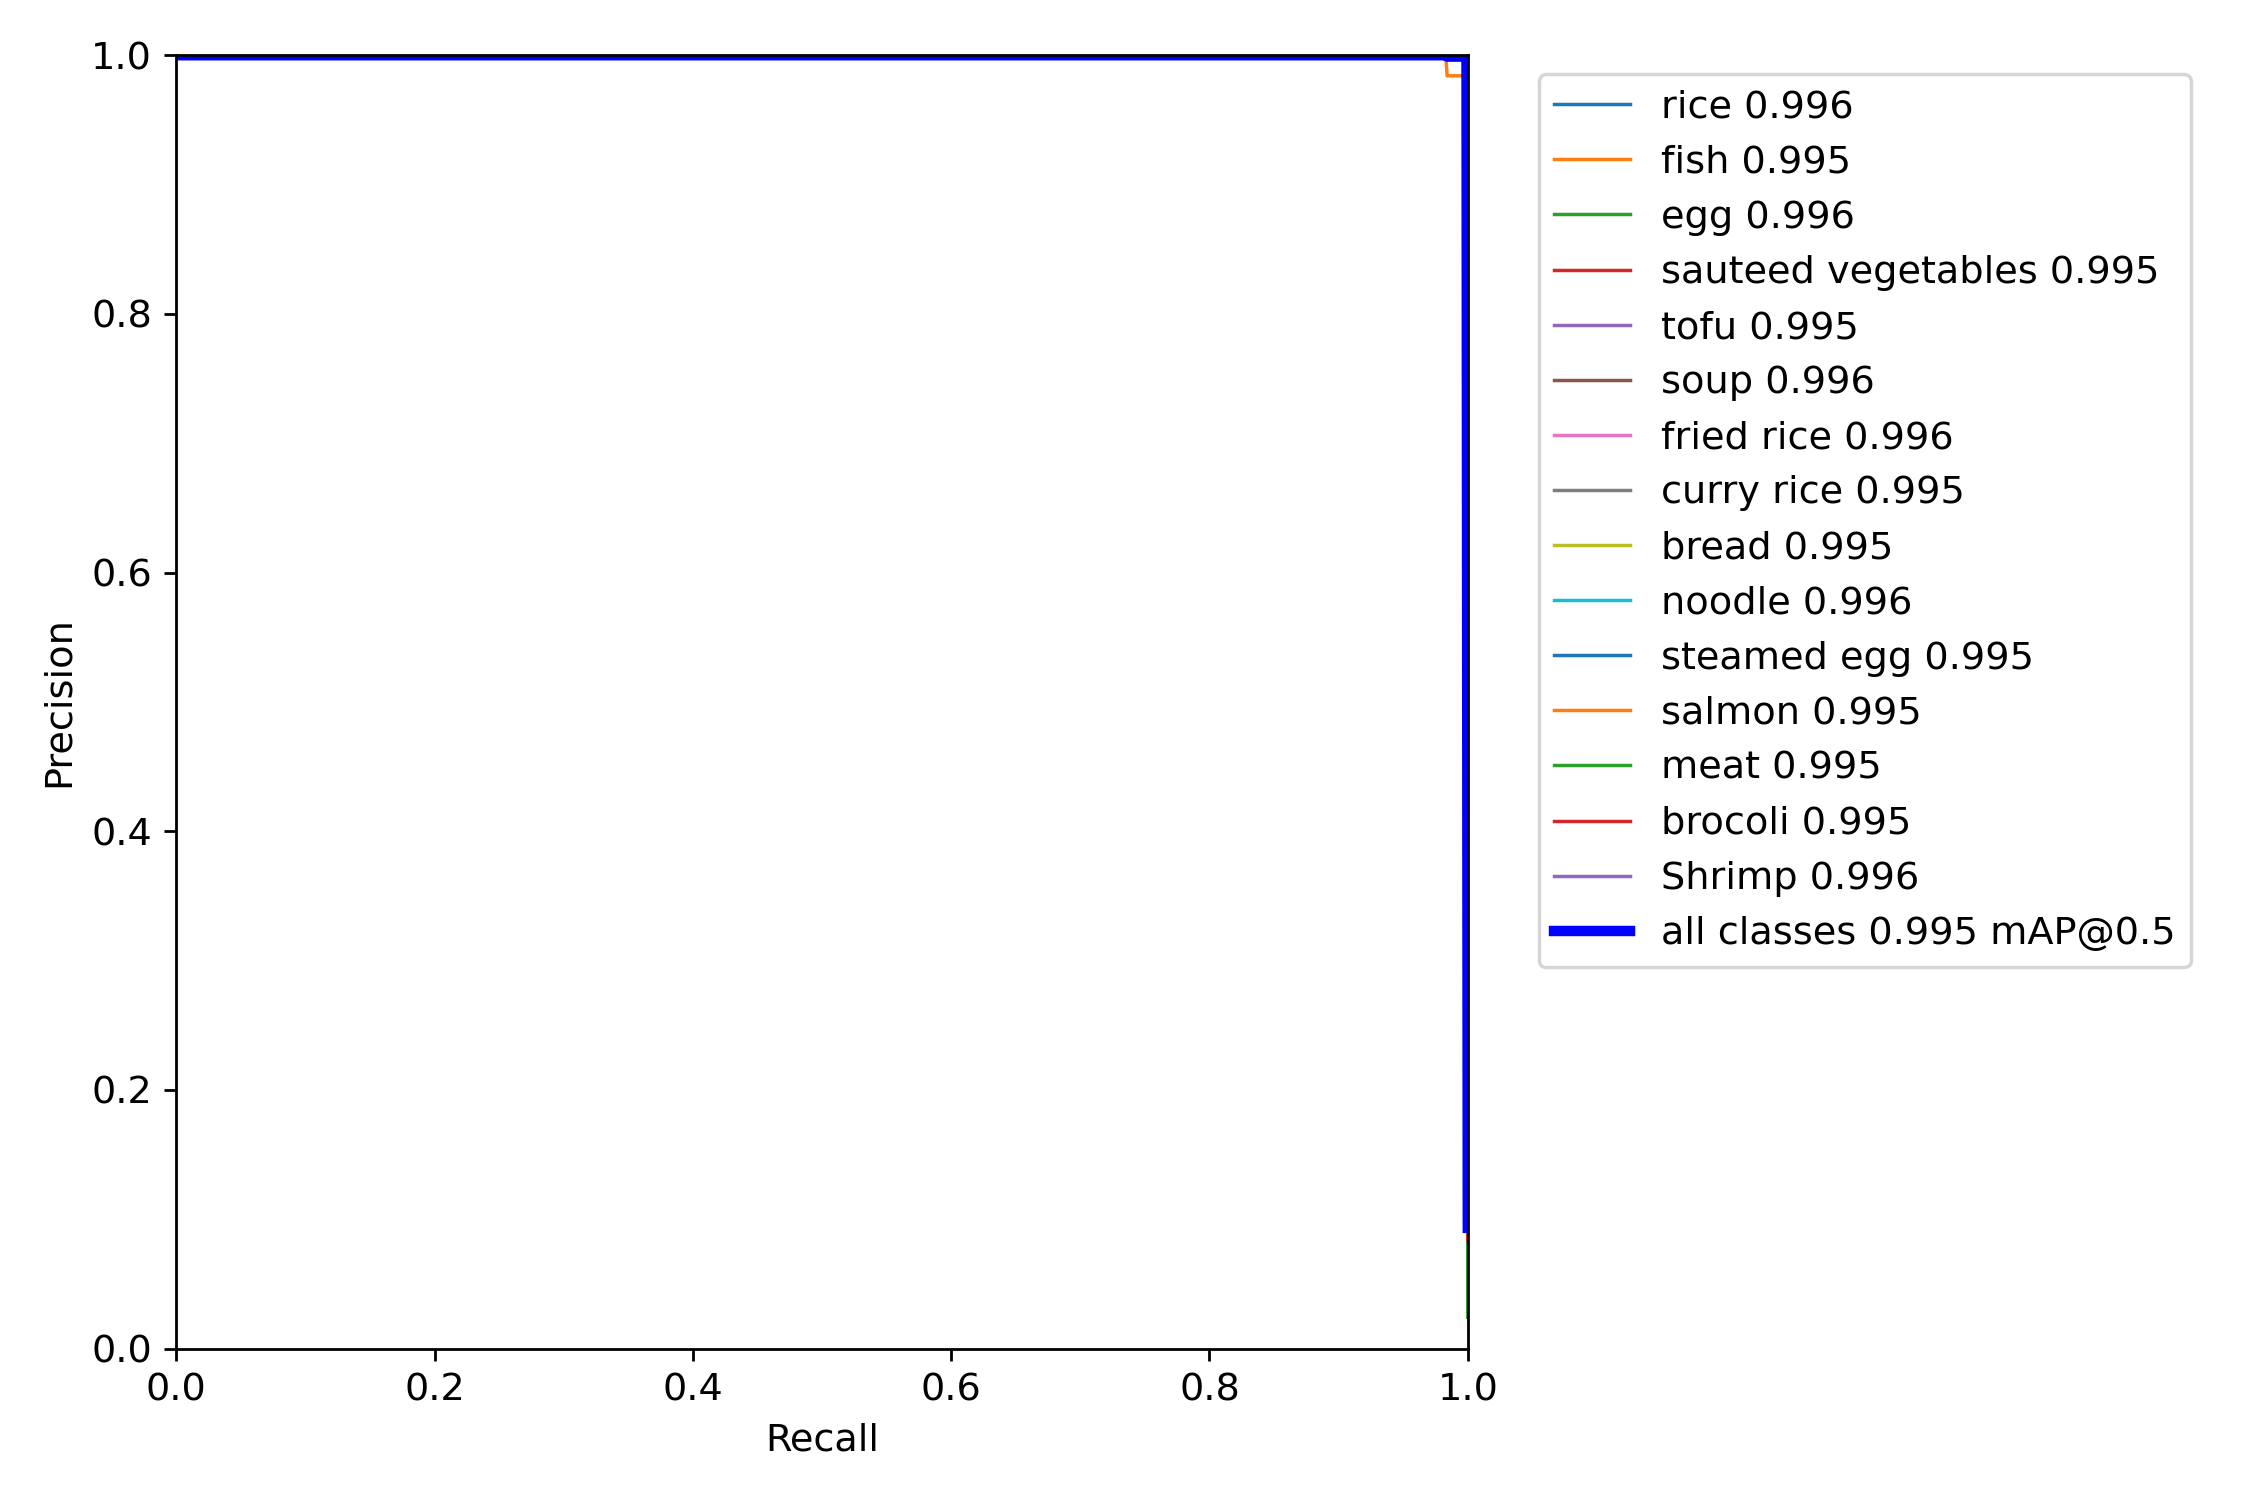 1.0
0.8
0.6
0.4
0.2
0.0
Precision
0.0 0.2 0.4 0.6 0.8 1.0
Recall
rice 0.996
fish 0.995
egg 0.996
sauteed vegetables 0.995
tofu 0.995
soup 0.996
fried rice 0.996
curry rice 0.995
bread 0.995
noodle 0.996
steamed egg 0.995
salmon 0.995
meat 0.995
brocoli 0.995
Shrimp 0.996
all classes 0.995 mAP@0.5